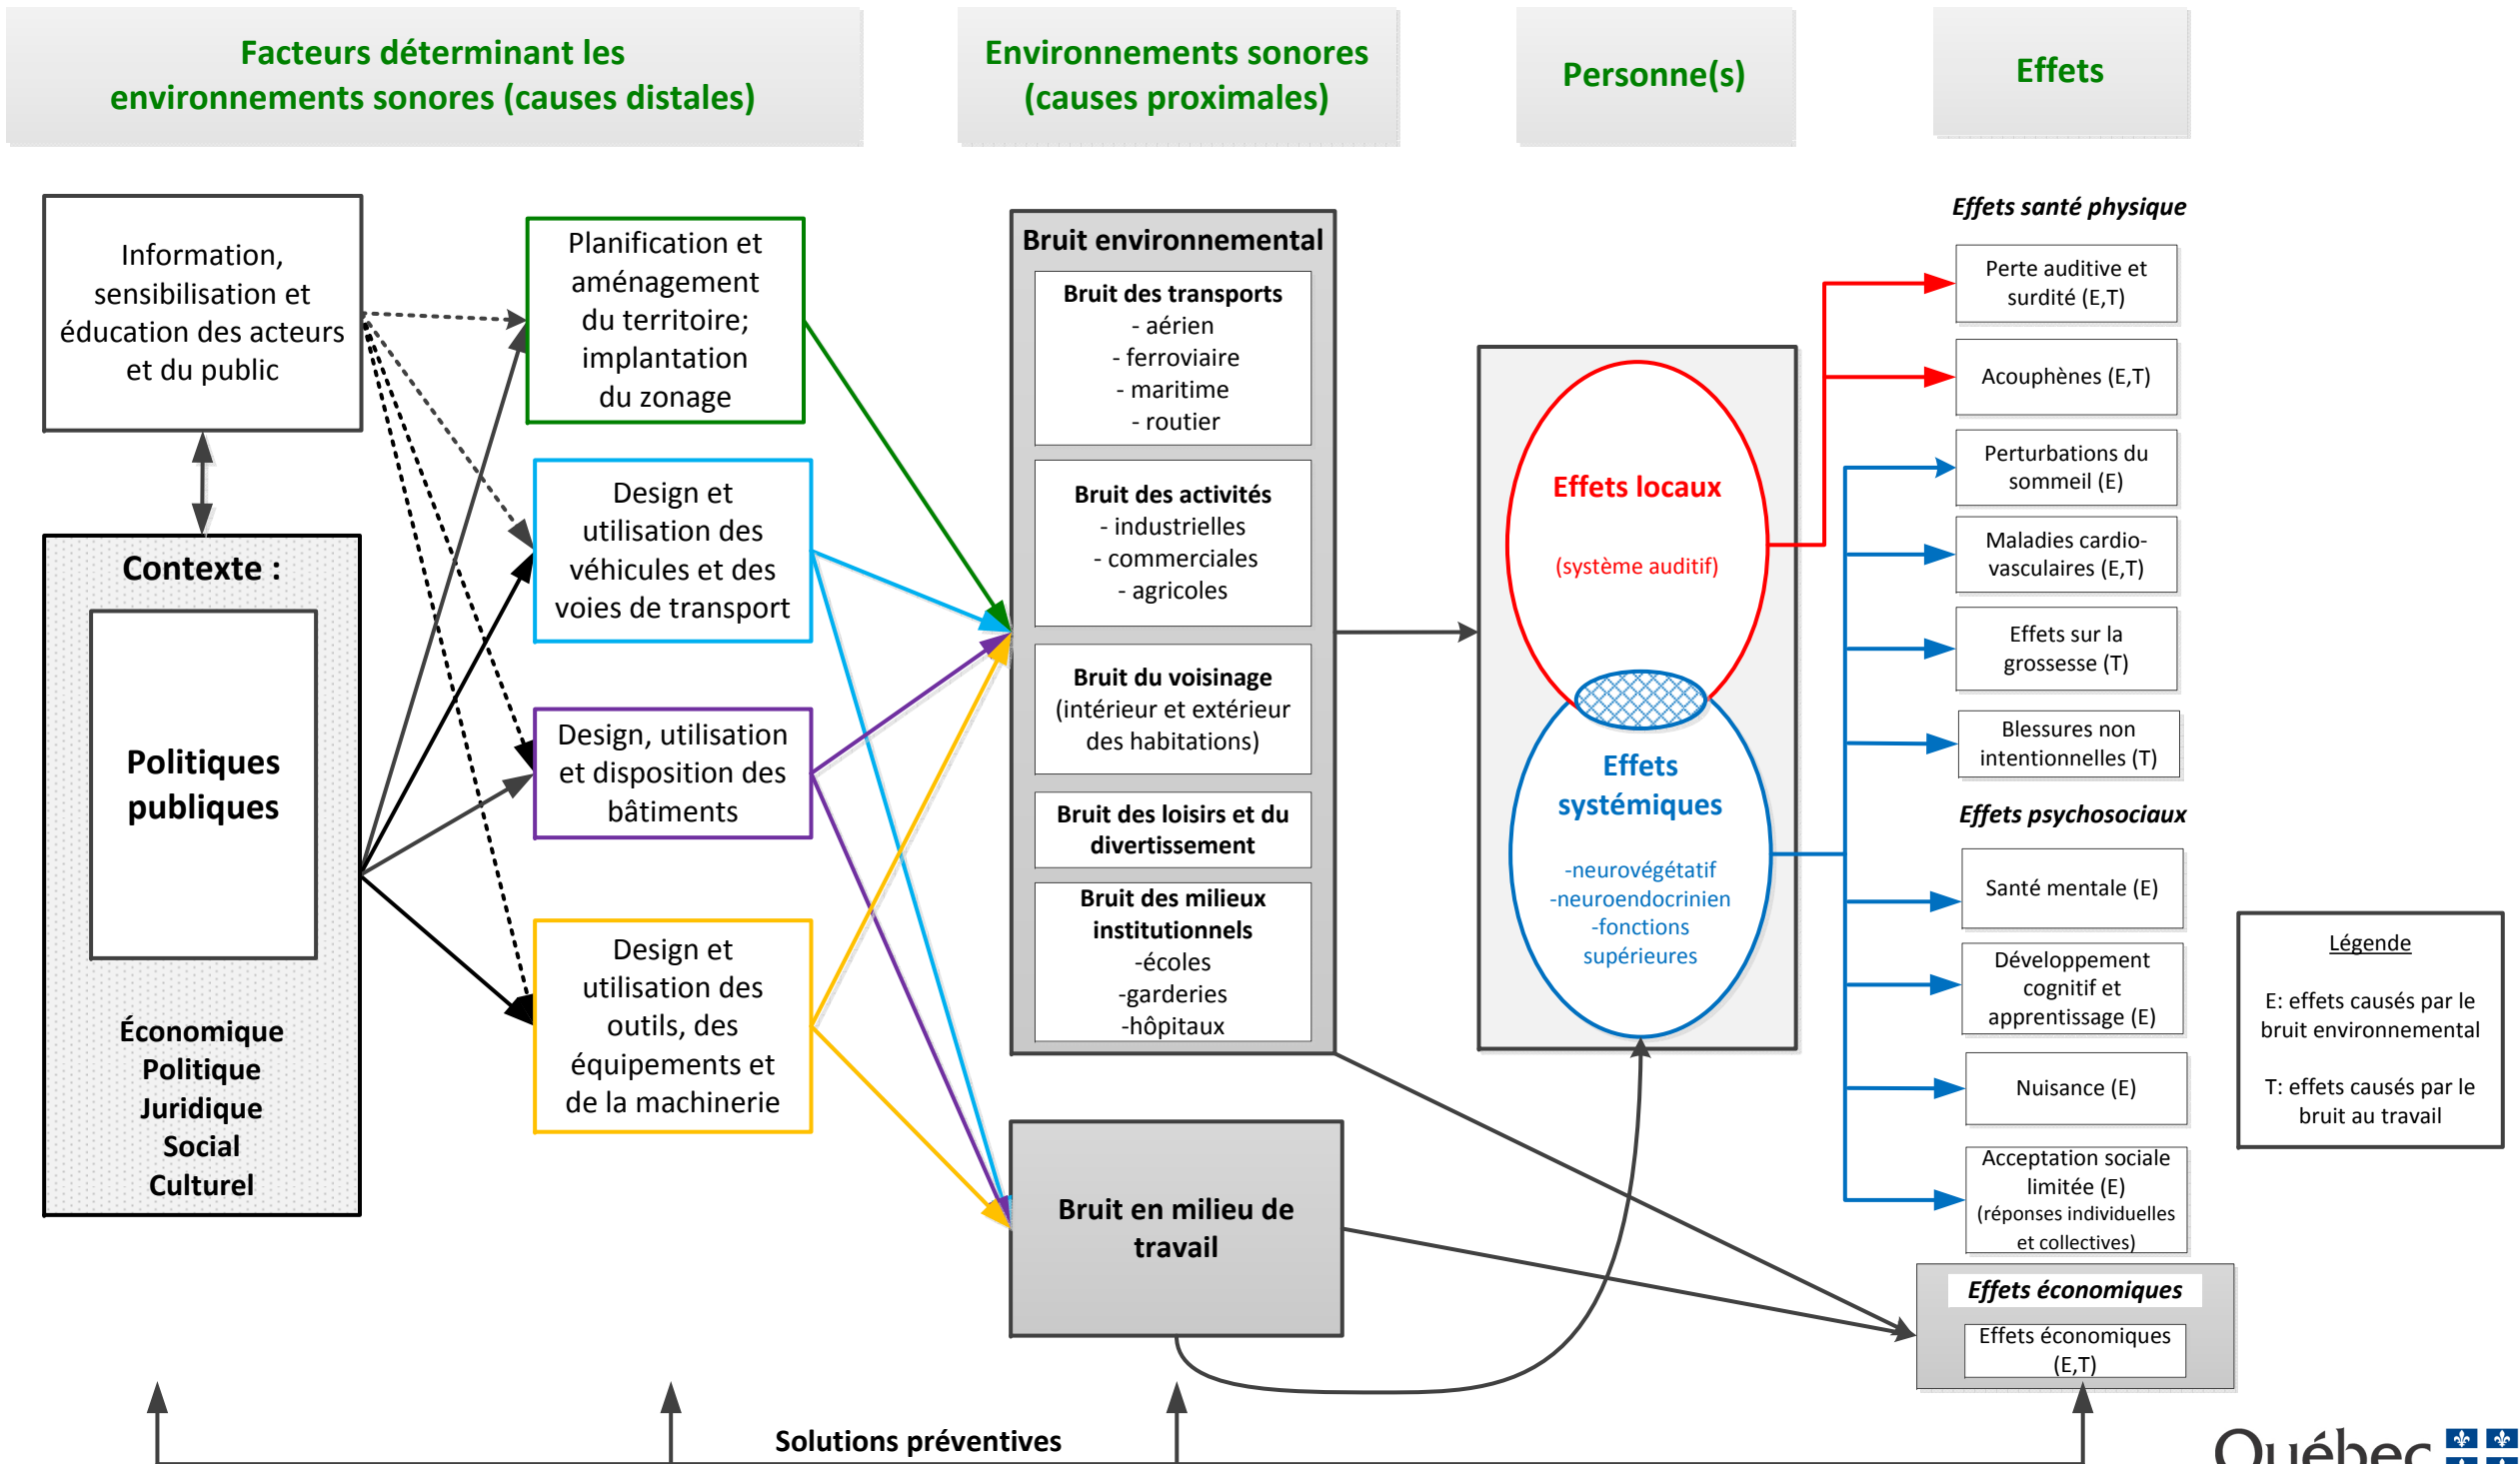 Facteurs déterminant les
environnements sonores (causes distales)
Environnements sonores
(causes proximales)
Personne(s)
Effets
Information,
sensibilisation et
éducation des acteurs
et du public
Contexte :
Politiques
publiques
Économique
Politique
Juridique
Social
Culturel
Planification et
aménagement
du territoire;
implantation
du zonage
Design et
utilisation des
véhicules et des
voies de transport
Design, utilisation
et disposition des
bâtiments
Design et
utilisation des
outils, des
équipements et
de la machinerie
Bruit environnemental
Bruit des transports
- aérien
- ferroviaire
- maritime
- routier
Bruit des activités
- industrielles
- commerciales
- agricoles
Bruit du voisinage
(intérieur et extérieur
des habitations)
Bruit des loisirs et du
divertissement
Bruit des milieux
institutionnels
-écoles
-garderies
-hôpitaux
Bruit en milieu de
travail
Effets locaux
(système auditif)
Effets
systémiques
-neurovégétatif
-neuroendocrinien
-fonctions
supérieures
Effets santé physique
Perte auditive et
surdité (E,T)
Acouphènes (E,T)
Perturbations du
sommeil (E)
Maladies cardio-
vasculaires (E,T)
Effets sur la
grossesse (T)
Blessures non
intentionnelles (T)
Effets psychosociaux
Santé mentale (E)
Développement
cognitif et
apprentissage (E)
Nuisance (E)
Acceptation sociale
limitée (E)
(réponses individuelles
et collectives)
Effets économiques
Effets économiques
(E,T)
Légende
E: effets causés par le
bruit environnemental
T: effets causés par le
bruit au travail
Solutions préventives
Québec